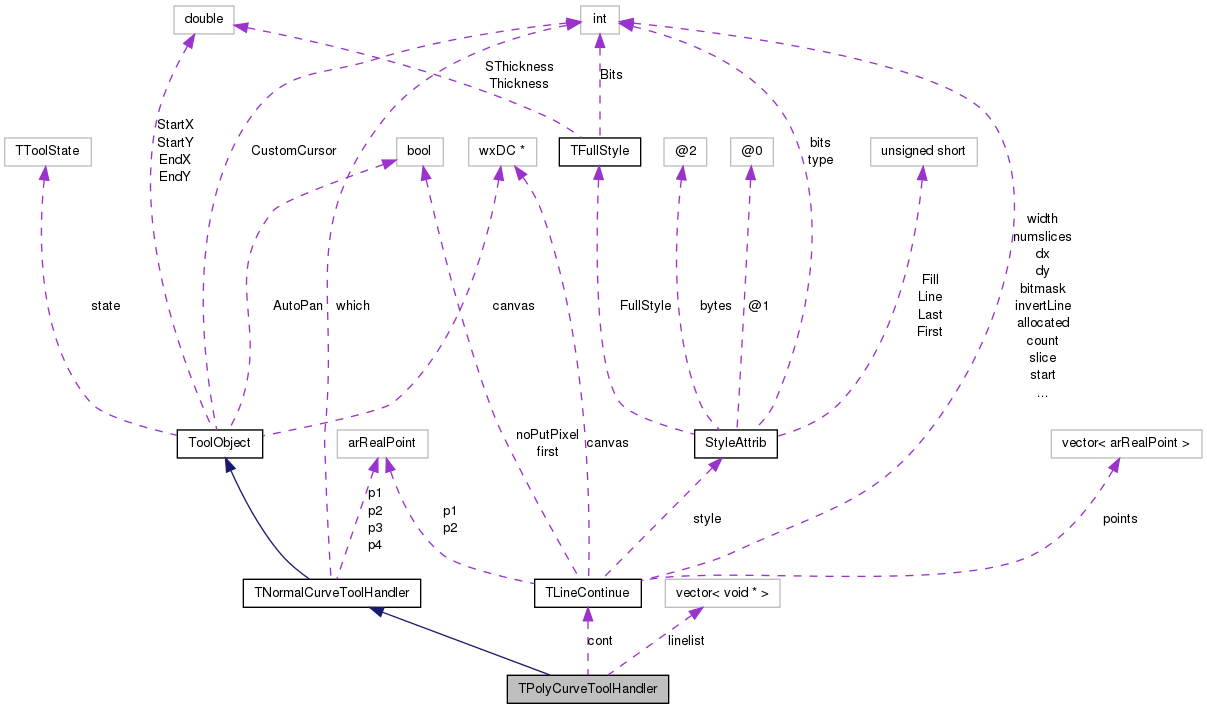 double
int
SThickness
Thickness
Bits
StartX
StartY
EndX
EndY
TToolState
CustomCursor
bool
wxDC *
TFullStyle
@2
@0
bits
type
unsigned short
width
numslices
dx
dy
bitmask
invertLine
allocated
count
slice
start
...
state
AutoPan
which
canvas
FullStyle
bytes
@1
Fill
Line
Last
First
ToolObject
arRealPoint
noPutPixel
first
canvas
StyleAttrib
vector< arRealPoint >
p1
p2
p3
p4
p1
p2
style
points
TNormalCurveToolHandler
TLineContinue
vector< void * >
cont
linelist
TPolyCurveToolHandler